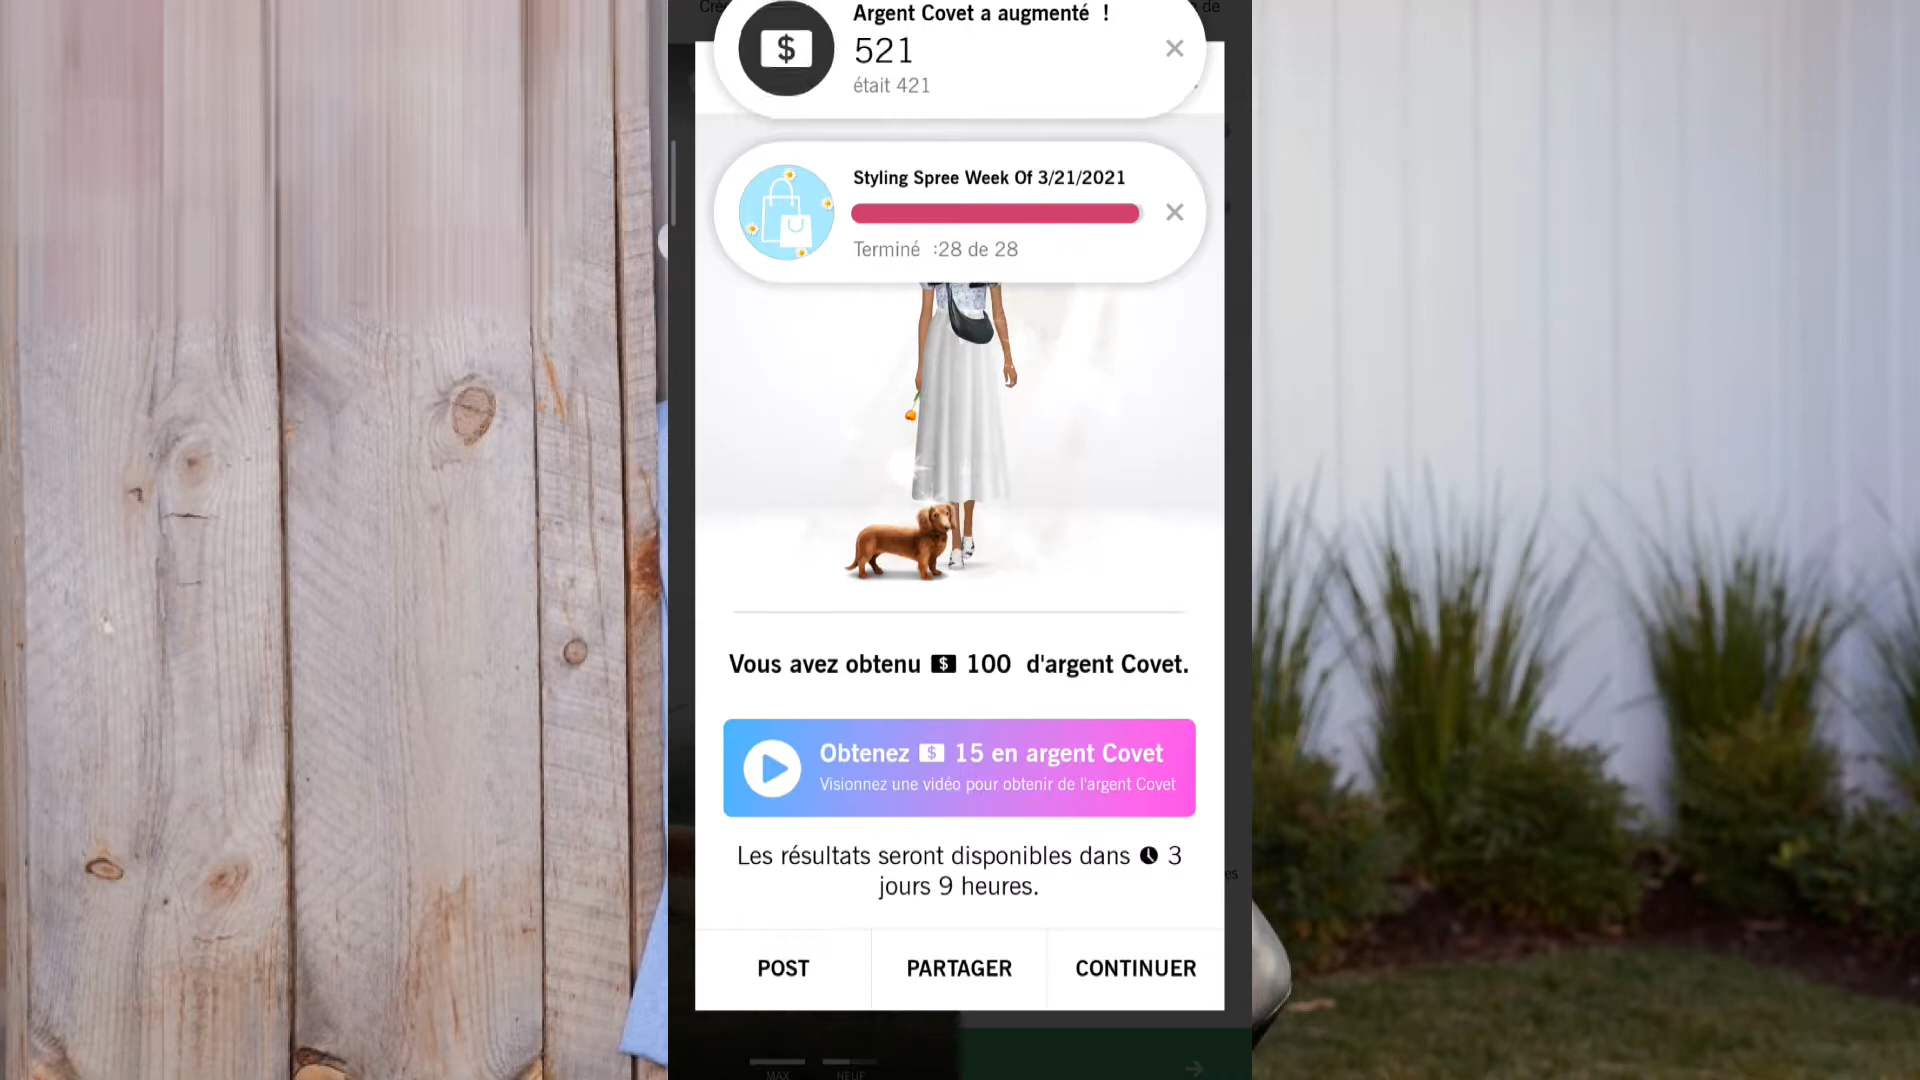 Argent Covet a augmenté !
521
était 421
Styling Spree Week Of 3/21/2021
Terminé :28 de 28
Vous avez obtenu $ 100 d'argent Covet.
Obtenez $ 15 en argent Covet
Visionnez une vidéo pour obtenir de l'argent Covet
Les résultats seront disponibles dans 3
jours 9 heures.
POST PARTAGER CONTINUER
MAX NEUF